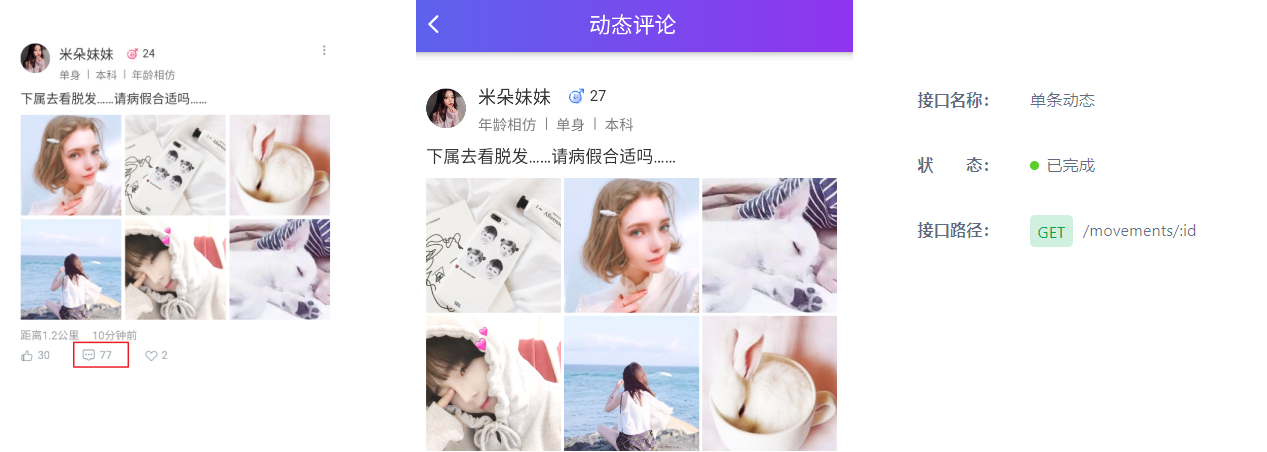 米朵妹妹 24
单身 | 本科 | 年龄相仿
下属去看脱发……请病假合适吗……
距离1.2公里 10分钟前
30 77 2
动态评论
米朵妹妹 27
年龄相仿 | 单身 | 本科
下属去看脱发……请病假合适吗……
接口名称： 单条动态
状 态： 已完成
接口路径： GET /movements/:id